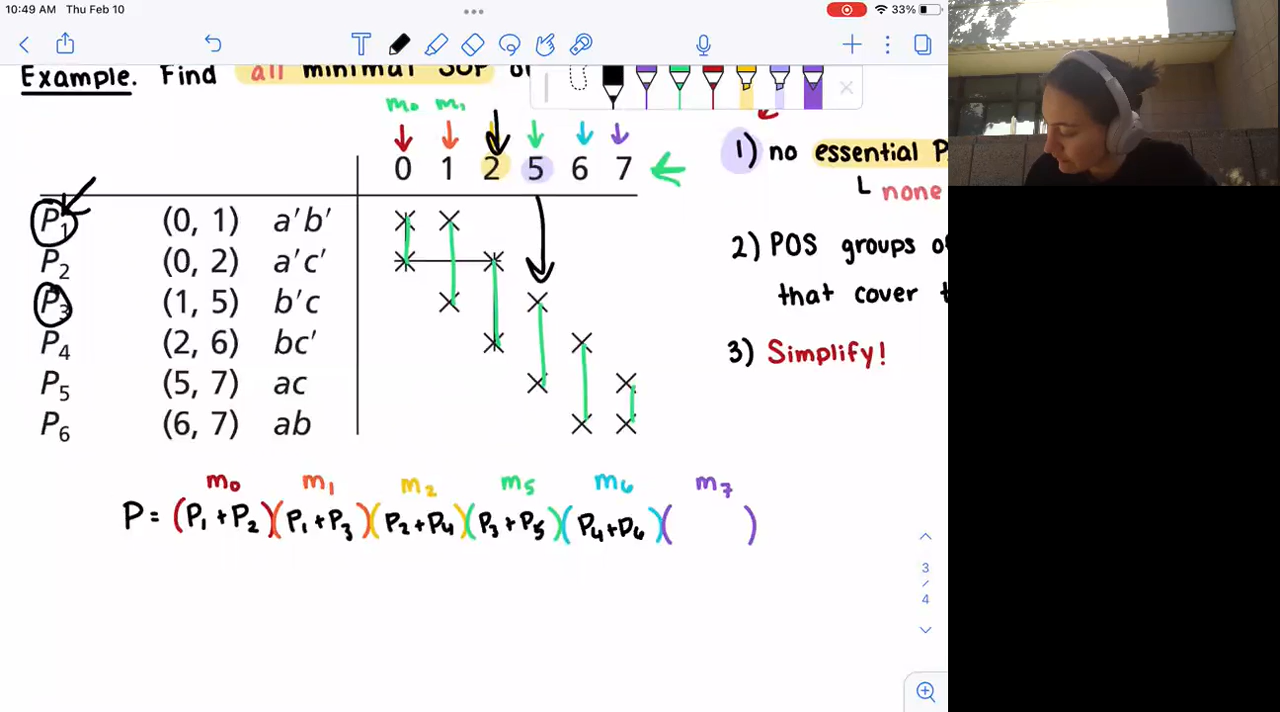 10:49 AM Thu Feb 10
33%
Example. Find all minimal SOP
m₀ m₁
0 1 2 5 6 7
P₁ (0, 1) a′b′
P₂ (0, 2) a′c′
P₃ (1, 5) b′c
P₄ (2, 6) bc′
P₅ (5, 7) ac
P₆ (6, 7) ab
1) no essential P
none
2) POS groups o
that cover t
3) Simplify!
m₀ m₁ m₂ m₅ m₆ m₇
P = (P₁ + P₂)(P₁ + P₃)(P₂ + P₄)(P₃ + P₅)(P₄ + P₆)( )
3
/
4